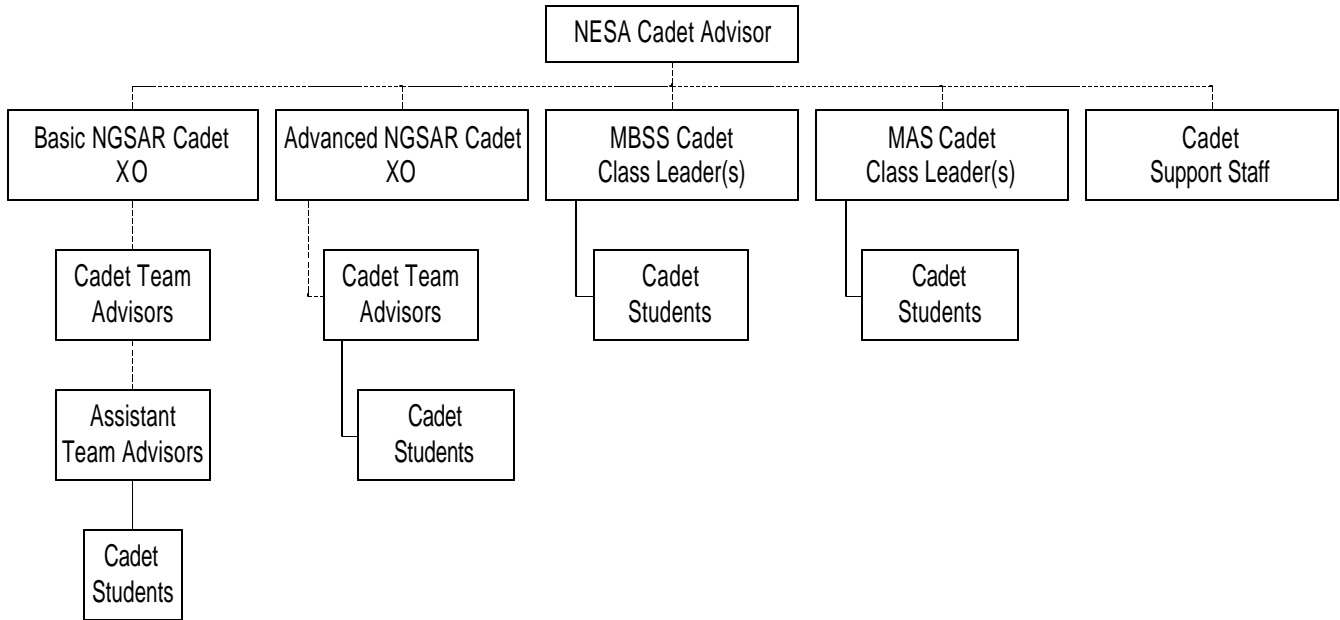 NESA Cadet Advisor
Basic NGSAR Cadet
XO
Advanced NGSAR Cadet
XO
MBSS Cadet
Class Leader(s)
MAS Cadet
Class Leader(s)
Cadet
Support Staff
Cadet Team
Advisors
Cadet Team
Advisors
Cadet
Students
Cadet
Students
Assistant
Team Advisors
Cadet
Students
Cadet
Students